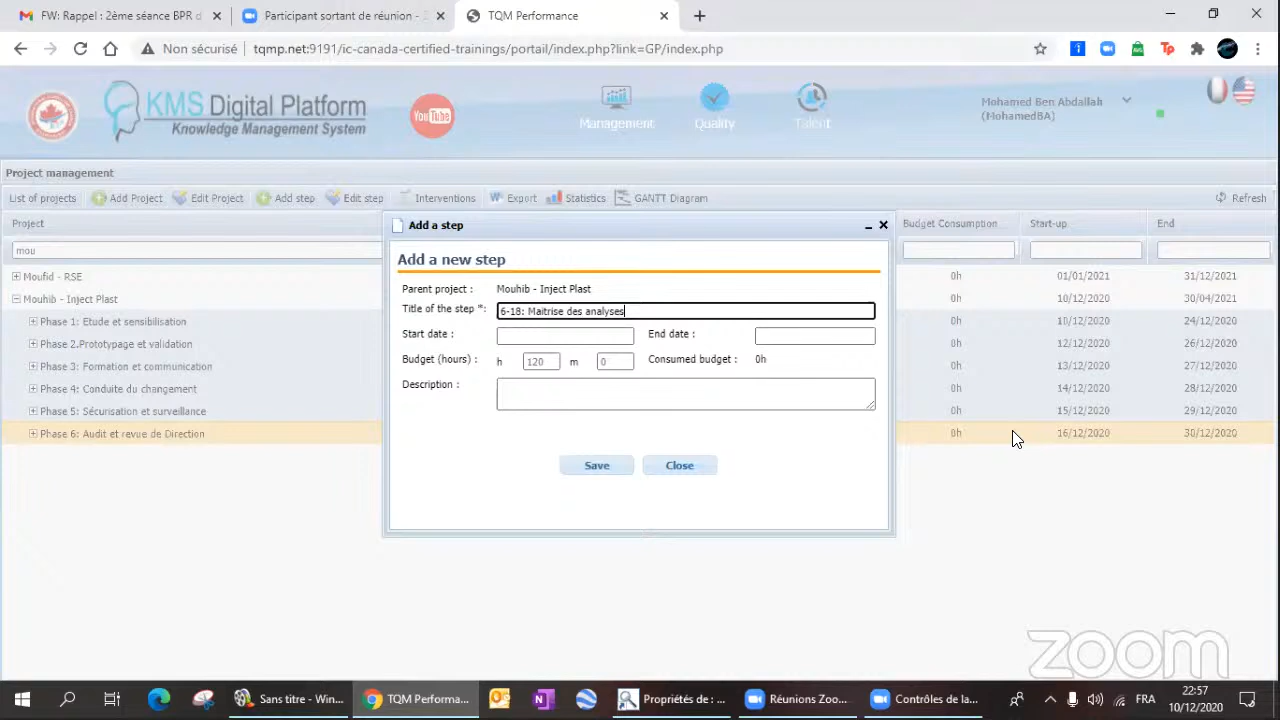 FW: Rappel : 2ème séance BPR d
Participant sortant de réunion -
TQM Performance
Non sécurisé
tqmp.net:9191/ic-canada-certified-trainings/portail/index.php?link=GP/index.php
KMS Digital Platform
Knowledge Management System
YouTube
Management
Quality
Talent
Mohamed Ben Abdallah
(MohamedBA)
Project management
List of projects
Add Project
Edit Project
Add step
Edit step
Interventions
Export
Statistics
GANTT Diagram
Refresh
Project
Budget Consumption
Start-up
End
mou
Moufid - RSE
0h 01/01/2021 31/12/2021
Mouhib - Inject Plast
0h 10/12/2020 30/04/2021
Phase 1: Etude et sensibilisation
0h 10/12/2020 24/12/2020
Phase 2.Prototypage et validation
0h 12/12/2020 26/12/2020
Phase 3: Formation et communication
0h 13/12/2020 27/12/2020
Phase 4: Conduite du changement
0h 14/12/2020 28/12/2020
Phase 5: Sécurisation et surveillance
0h 15/12/2020 29/12/2020
Phase 6: Audit et revue de Direction
0h 16/12/2020 30/12/2020
Add a step
Add a new step
Parent project : Mouhib - Inject Plast
Title of the step *: 6-18: Maitrise des analyses
Start date : End date :
Budget (hours) : h 120 m 0 Consumed budget : 0h
Description :
Save Close
zoom
Sans titre - Win...
TQM Performa...
Propriétés de : ...
Réunions Zoo...
Contrôles de la...
FRA
22:57
10/12/2020